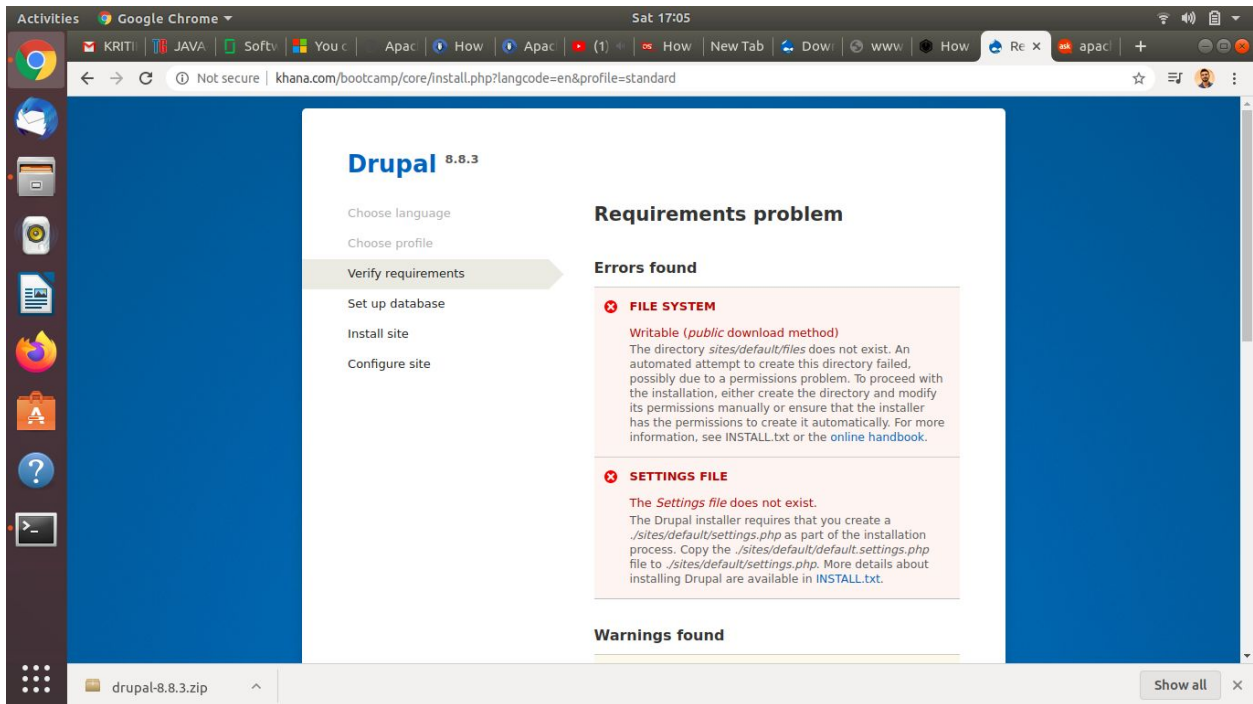 Activities Google Chrome Sat 17:05
KRITI JAVA Softw You c Apac How Apac (1) How New Tab Dow www How Re apac
Not secure khana.com/bootcamp/core/install.php?langcode=en&profile=standard
Drupal 8.8.3
Choose language
Choose profile
Verify requirements
Set up database
Install site
Configure site
Requirements problem
Errors found
FILE SYSTEM
Writable (public download method)
The directory sites/default/files does not exist. An
automated attempt to create this directory failed,
possibly due to a permissions problem. To proceed with
the installation, either create the directory and modify
its permissions manually or ensure that the installer
has the permissions to create it automatically. For more
information, see INSTALL.txt or the online handbook.
SETTINGS FILE
The Settings file does not exist.
The Drupal installer requires that you create a
./sites/default/settings.php as part of the installation
process. Copy the ./sites/default/default.settings.php
file to ./sites/default/settings.php. More details about
installing Drupal are available in INSTALL.txt.
Warnings found
drupal-8.8.3.zip Show all